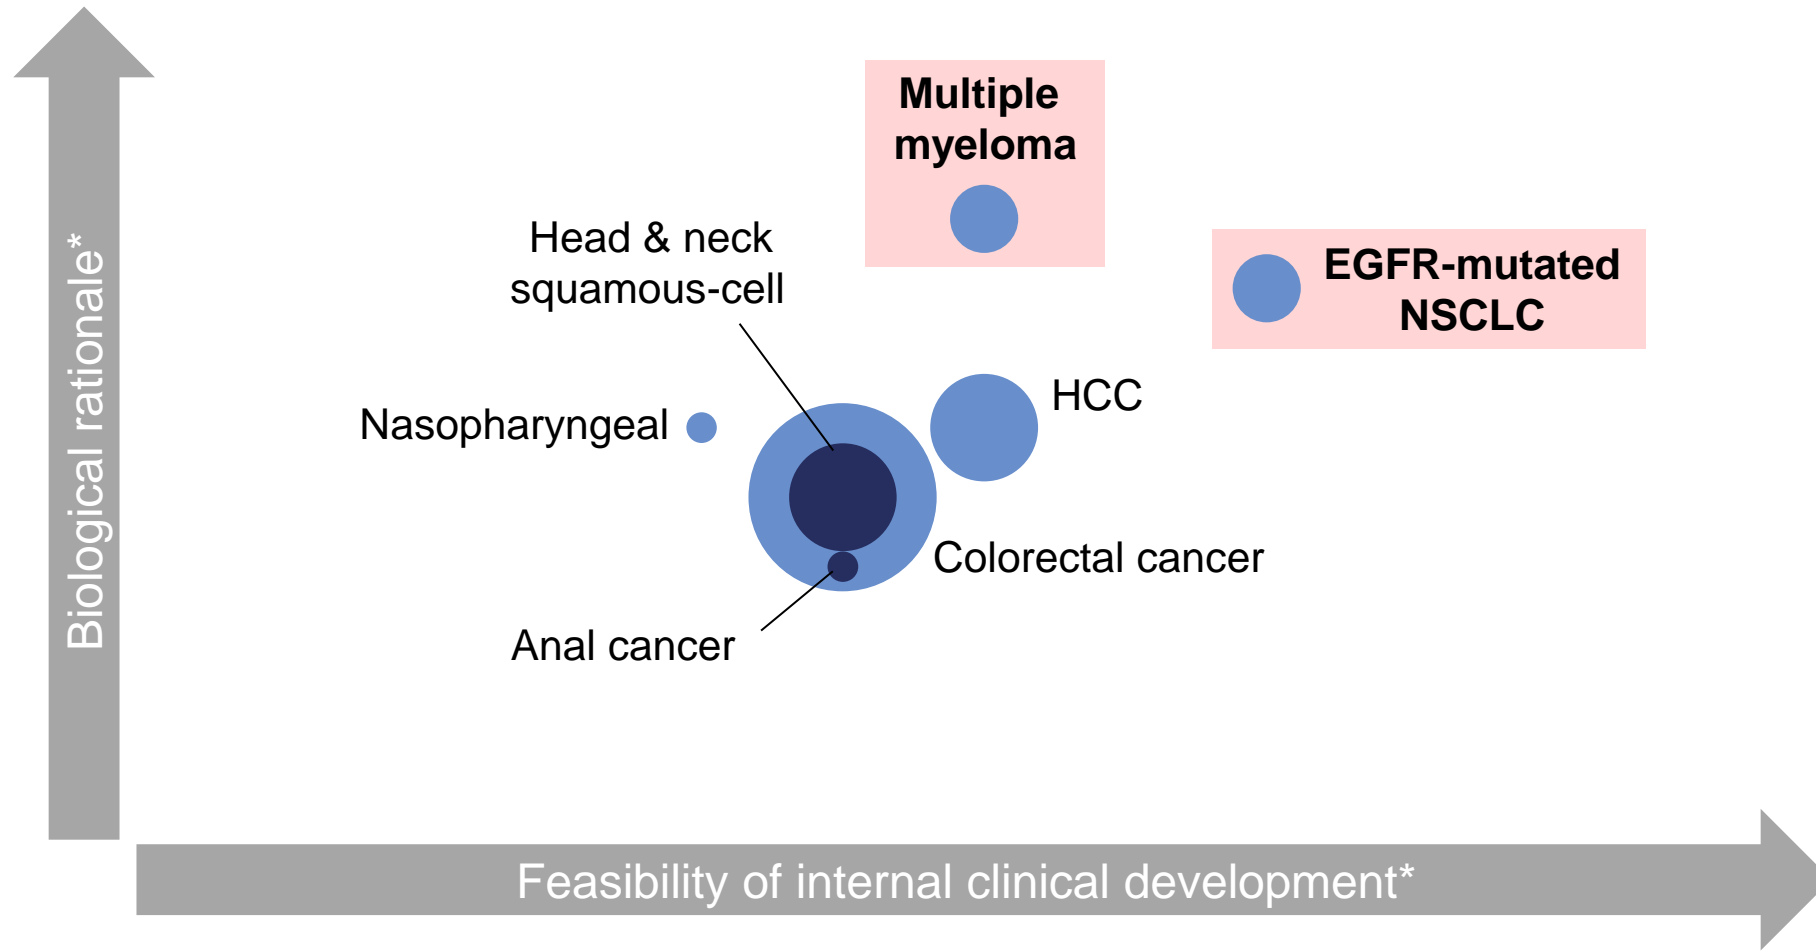 Multiple
myeloma
Head & neck
squamous-cell
EGFR-mutated
NSCLC
HCC
Nasopharyngeal
Colorectal cancer
Anal cancer
Biological rationale*
Feasibility of internal clinical development*